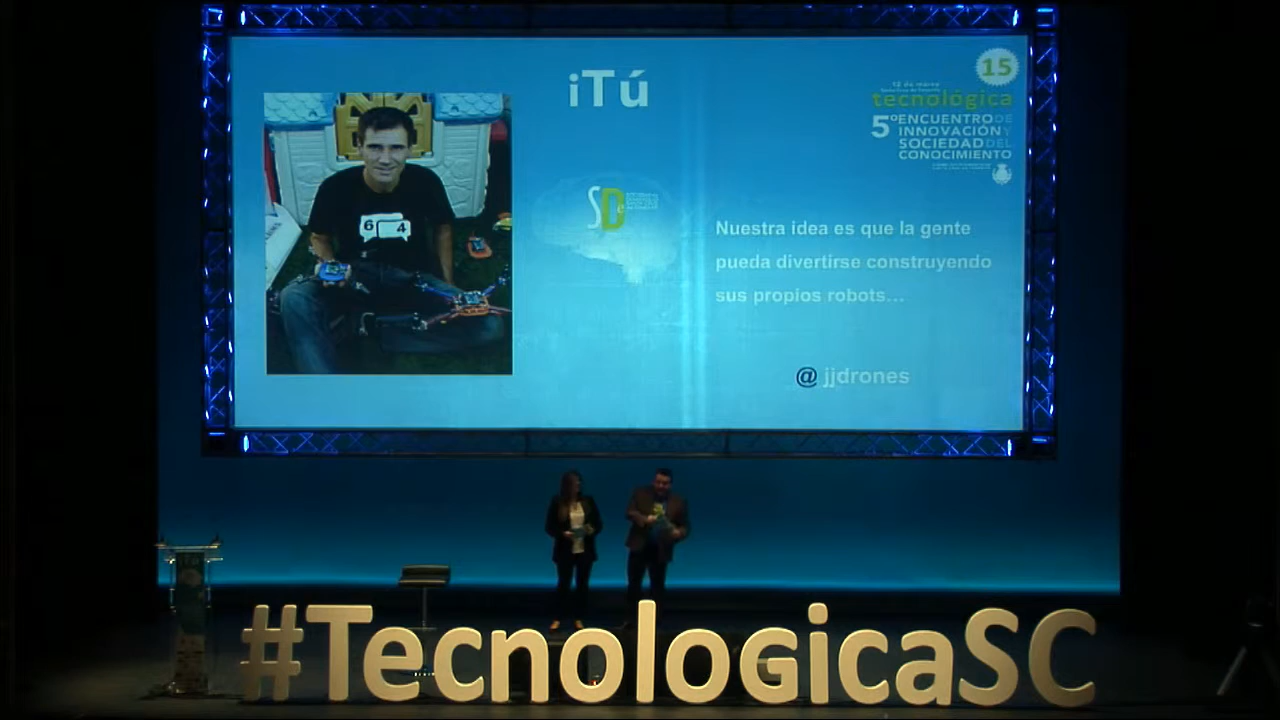 iTú
15
tecnológica
5º ENCUENTRO DE
INNOVACIÓN Y
SOCIEDAD DEL
CONOCIMIENTO
6 4
SDe
Nuestra idea es que la gente
pueda divertirse construyendo
sus propios robots...
@ jjdrones
#TecnologicaSC